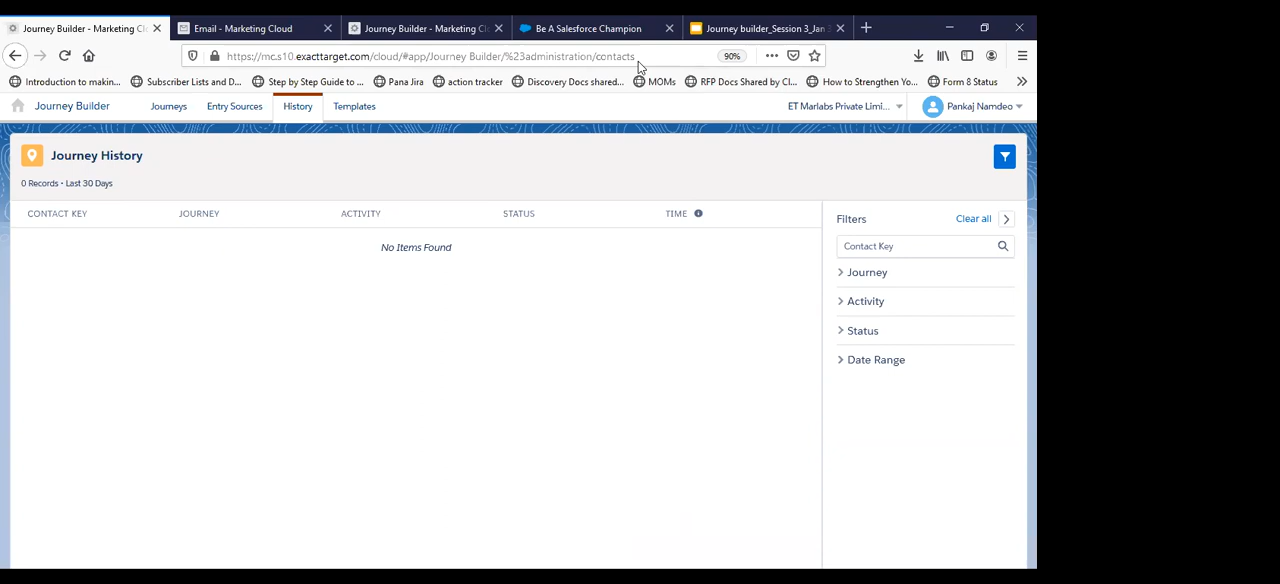 Journey Builder - Marketing Cl
Email - Marketing Cloud
Journey Builder - Marketing Cl
Be A Salesforce Champion
Journey builder_Session 3_Jan 3
https://mc.s10.exacttarget.com/cloud/#app/Journey Builder/%23administration/contacts
90%
Introduction to makin...
Subscriber Lists and D...
Step by Step Guide to ...
Pana Jira
action tracker
Discovery Docs shared...
MOMs
RFP Docs Shared by Cl...
How to Strengthen Yo...
Form 8 Status
Journey Builder
Journeys
Entry Sources
History
Templates
ET Marlabs Private Limi...
Pankaj Namdeo
Journey History
0 Records • Last 30 Days
CONTACT KEY
JOURNEY
ACTIVITY
STATUS
TIME
Filters
Clear all
No Items Found
Contact Key
Journey
Activity
Status
Date Range